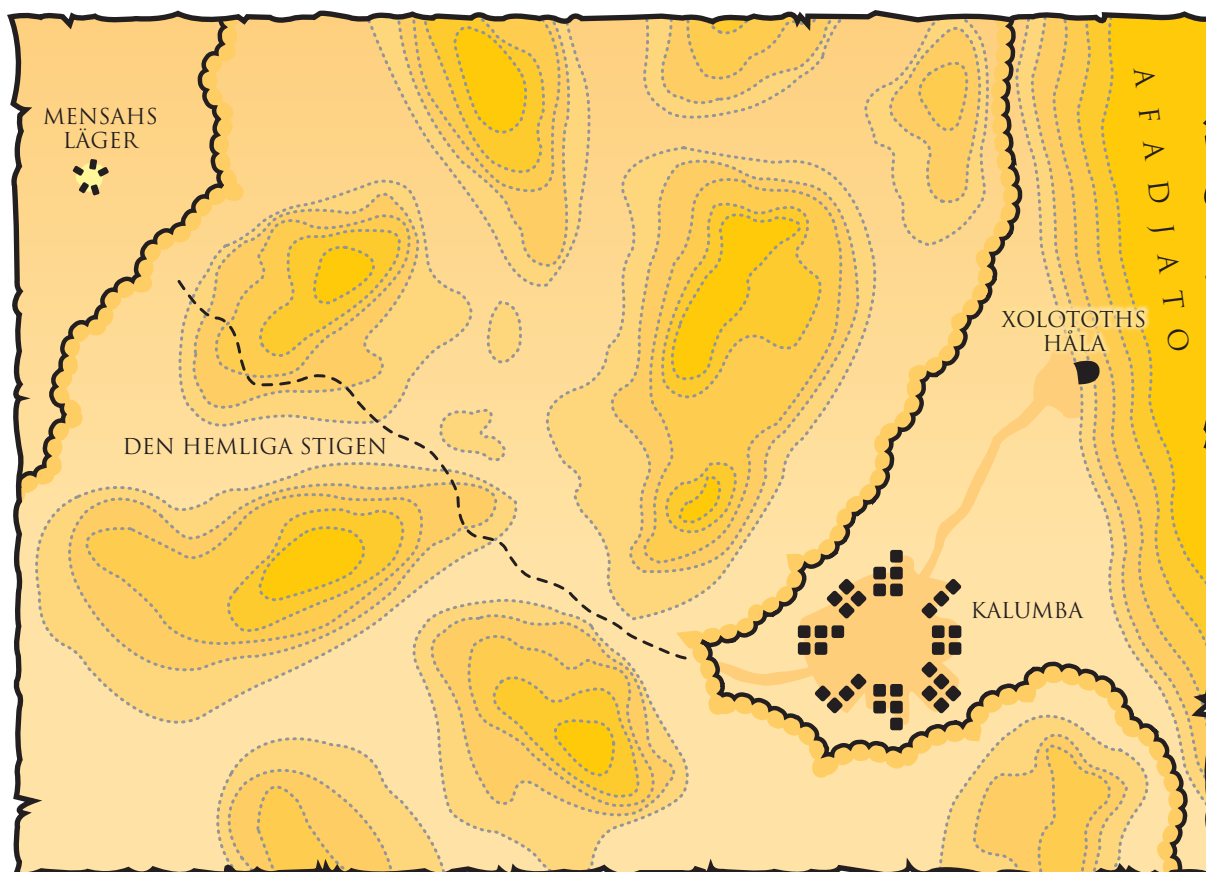 MENSAHS
LÄGER
AFADJATO
XOLOTOTHS
HÅLA
DEN HEMLIGA STIGEN
KALUMBA